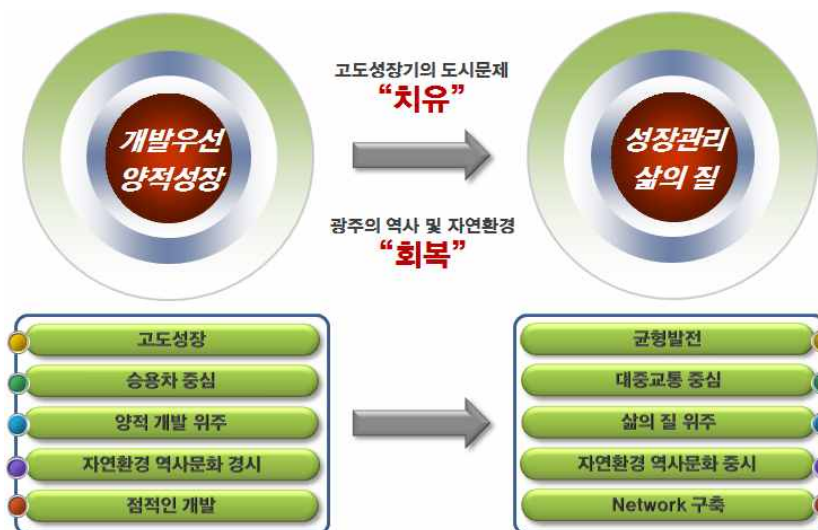 개발우선
양적성장
고도성장기의 도시문제
“치유”
광주의 역사 및 자연환경
“회복”
성장관리
삶의 질
고도성장
승용차 중심
양적 개발 위주
자연환경 역사문화 경시
점적인 개발
균형발전
대중교통 중심
삶의 질 위주
자연환경 역사문화 중시
Network 구축